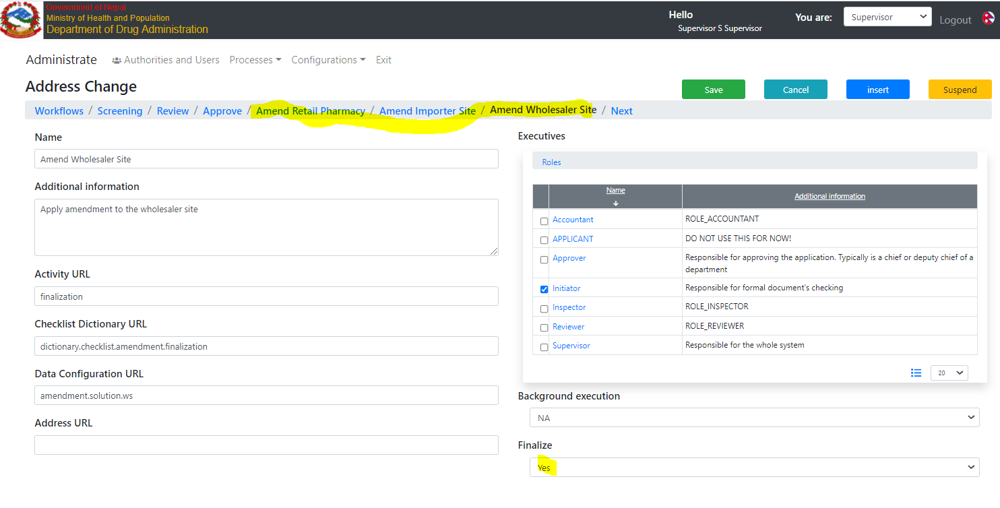 Government of Nepal
Ministry of Health and Population
Department of Drug Administration
Hello
Supervisor S Supervisor
You are:
Supervisor
Logout
Administrate
Authorities and Users
Processes
Configurations
Exit
Address Change
Save
Cancel
insert
Suspend
Workflows / Screening / Review / Approve / Amend Retail Pharmacy / Amend Importer Site / Amend Wholesaler Site / Next
Name
Amend Wholesaler Site
Additional information
Apply amendment to the wholesaler site
Activity URL
finalization
Checklist Dictionary URL
dictionary.checklist.amendment.finalization
Data Configuration URL
amendment.solution.ws
Address URL
Executives
Roles
Name
Additional information
Accountant ROLE_ACCOUNTANT
APPLICANT DO NOT USE THIS FOR NOW!
Approver Responsible for approving the application. Typically is a chief or deputy chief of a
department
Initiator Responsible for formal document's checking
Inspector ROLE_INSPECTOR
Reviewer ROLE_REVIEWER
Supervisor Responsible for the whole system
20
Background execution
NA
Finalize
Yes